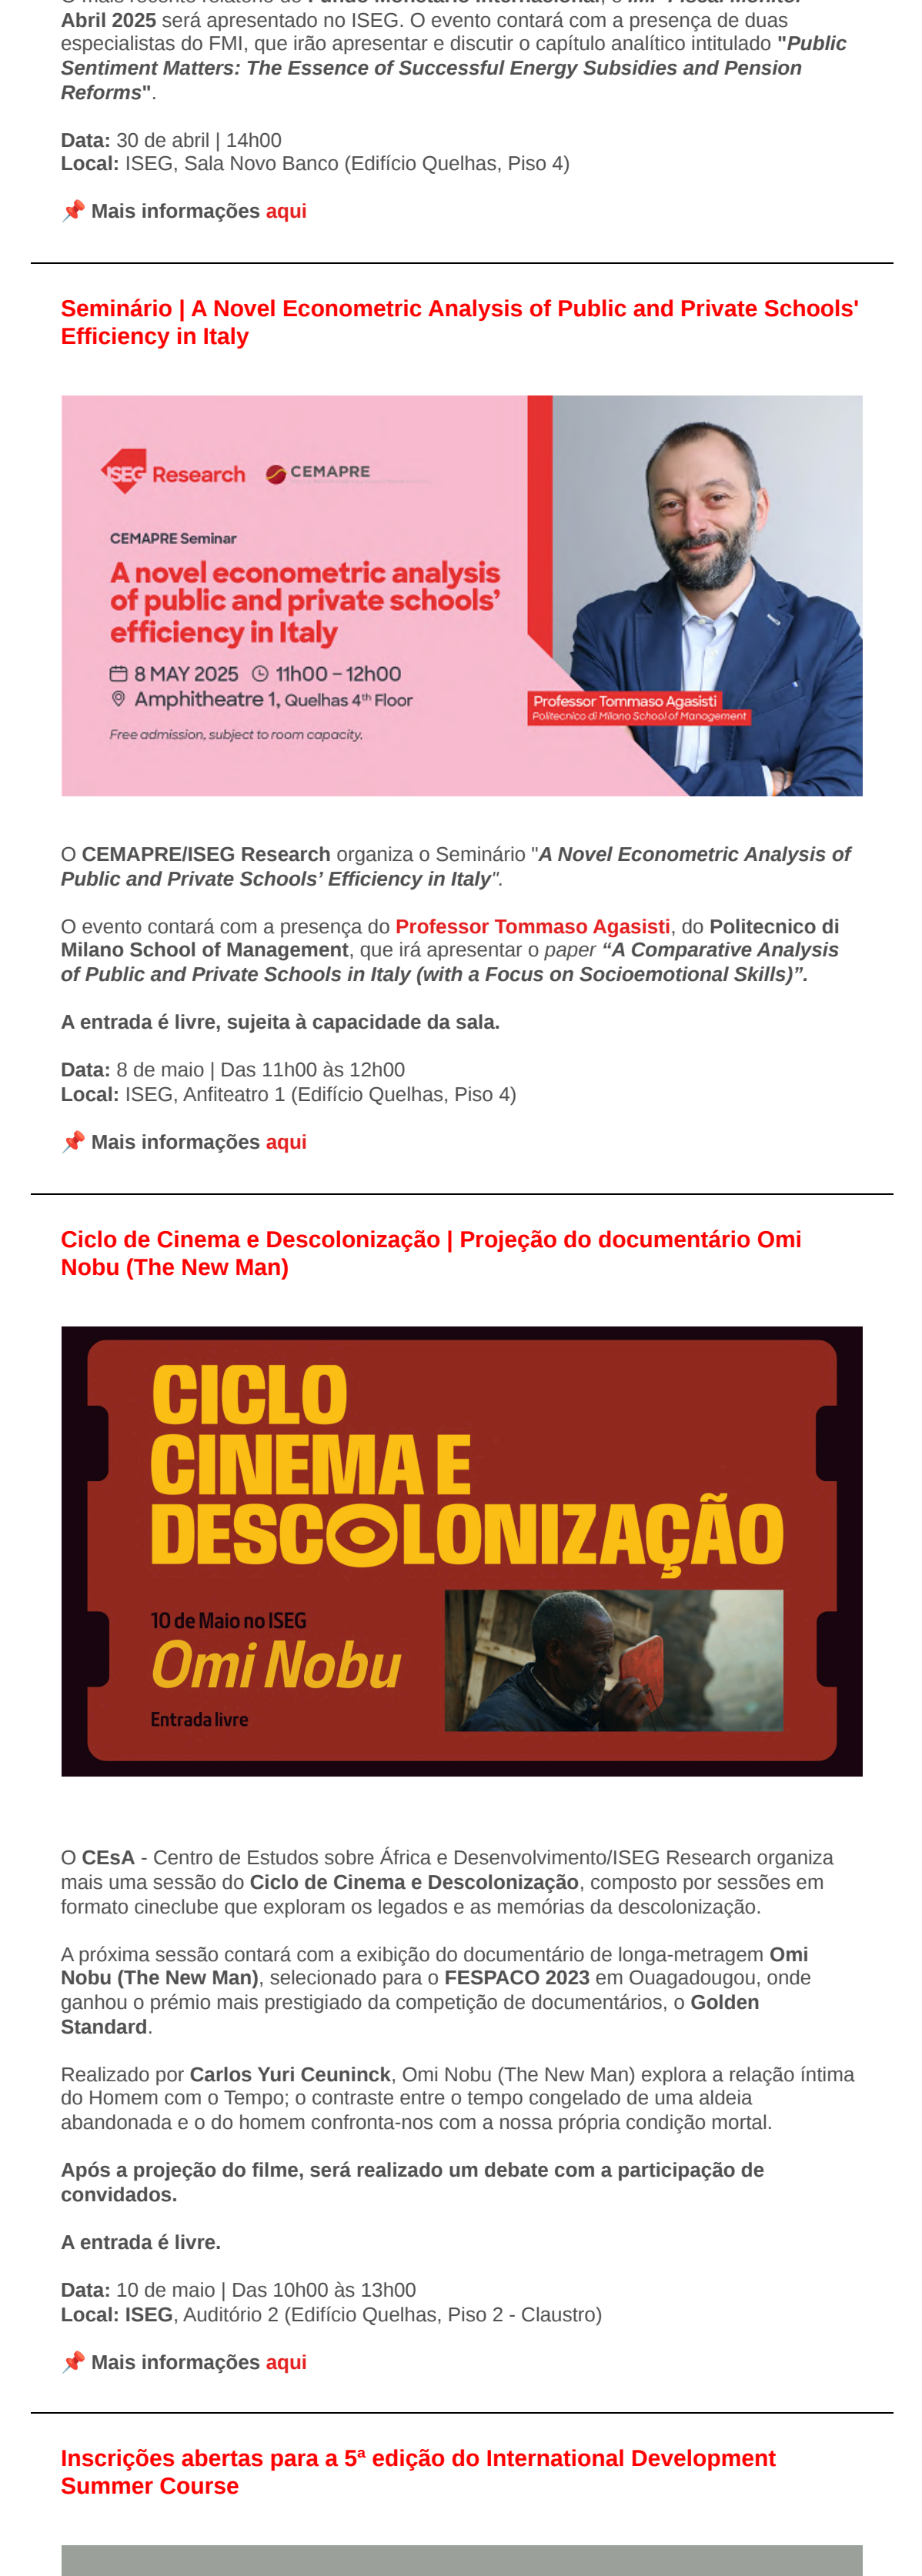 Abril 2025 será apresentado no ISEG. O evento contará com a presença de duas
especialistas do FMI, que irão apresentar e discutir o capítulo analítico intitulado "Public
Sentiment Matters: The Essence of Successful Energy Subsidies and Pension
Reforms".
Data: 30 de abril | 14h00
Local: ISEG, Sala Novo Banco (Edifício Quelhas, Piso 4)
📌 Mais informações aqui
Seminário | A Novel Econometric Analysis of Public and Private Schools'
Efficiency in Italy
ISEG Research CEMAPRE
CEMAPRE Seminar
A novel econometric analysis
of public and private schools’
efficiency in Italy
8 MAY 2025 11h00 – 12h00
Amphitheatre 1, Quelhas 4th Floor
Free admission, subject to room capacity.
Professor Tommaso Agasisti
Politecnico di Milano School of Management
O CEMAPRE/ISEG Research organiza o Seminário "A Novel Econometric Analysis of
Public and Private Schools’ Efficiency in Italy".
O evento contará com a presença do Professor Tommaso Agasisti, do Politecnico di
Milano School of Management, que irá apresentar o paper “A Comparative Analysis
of Public and Private Schools in Italy (with a Focus on Socioemotional Skills)”.
A entrada é livre, sujeita à capacidade da sala.
Data: 8 de maio | Das 11h00 às 12h00
Local: ISEG, Anfiteatro 1 (Edifício Quelhas, Piso 4)
📌 Mais informações aqui
Ciclo de Cinema e Descolonização | Projeção do documentário Omi
Nobu (The New Man)
CICLO
CINEMA E
DESCOLONIZAÇÃO
10 de Maio no ISEG
Omi Nobu
Entrada livre
O CEsA - Centro de Estudos sobre África e Desenvolvimento/ISEG Research organiza
mais uma sessão do Ciclo de Cinema e Descolonização, composto por sessões em
formato cineclube que exploram os legados e as memórias da descolonização.
A próxima sessão contará com a exibição do documentário de longa-metragem Omi
Nobu (The New Man), selecionado para o FESPACO 2023 em Ouagadougou, onde
ganhou o prémio mais prestigiado da competição de documentários, o Golden
Standard.
Realizado por Carlos Yuri Ceuninck, Omi Nobu (The New Man) explora a relação íntima
do Homem com o Tempo; o contraste entre o tempo congelado de uma aldeia
abandonada e o do homem confronta-nos com a nossa própria condição mortal.
Após a projeção do filme, será realizado um debate com a participação de
convidados.
A entrada é livre.
Data: 10 de maio | Das 10h00 às 13h00
Local: ISEG, Auditório 2 (Edifício Quelhas, Piso 2 - Claustro)
📌 Mais informações aqui
Inscrições abertas para a 5ª edição do International Development
Summer Course